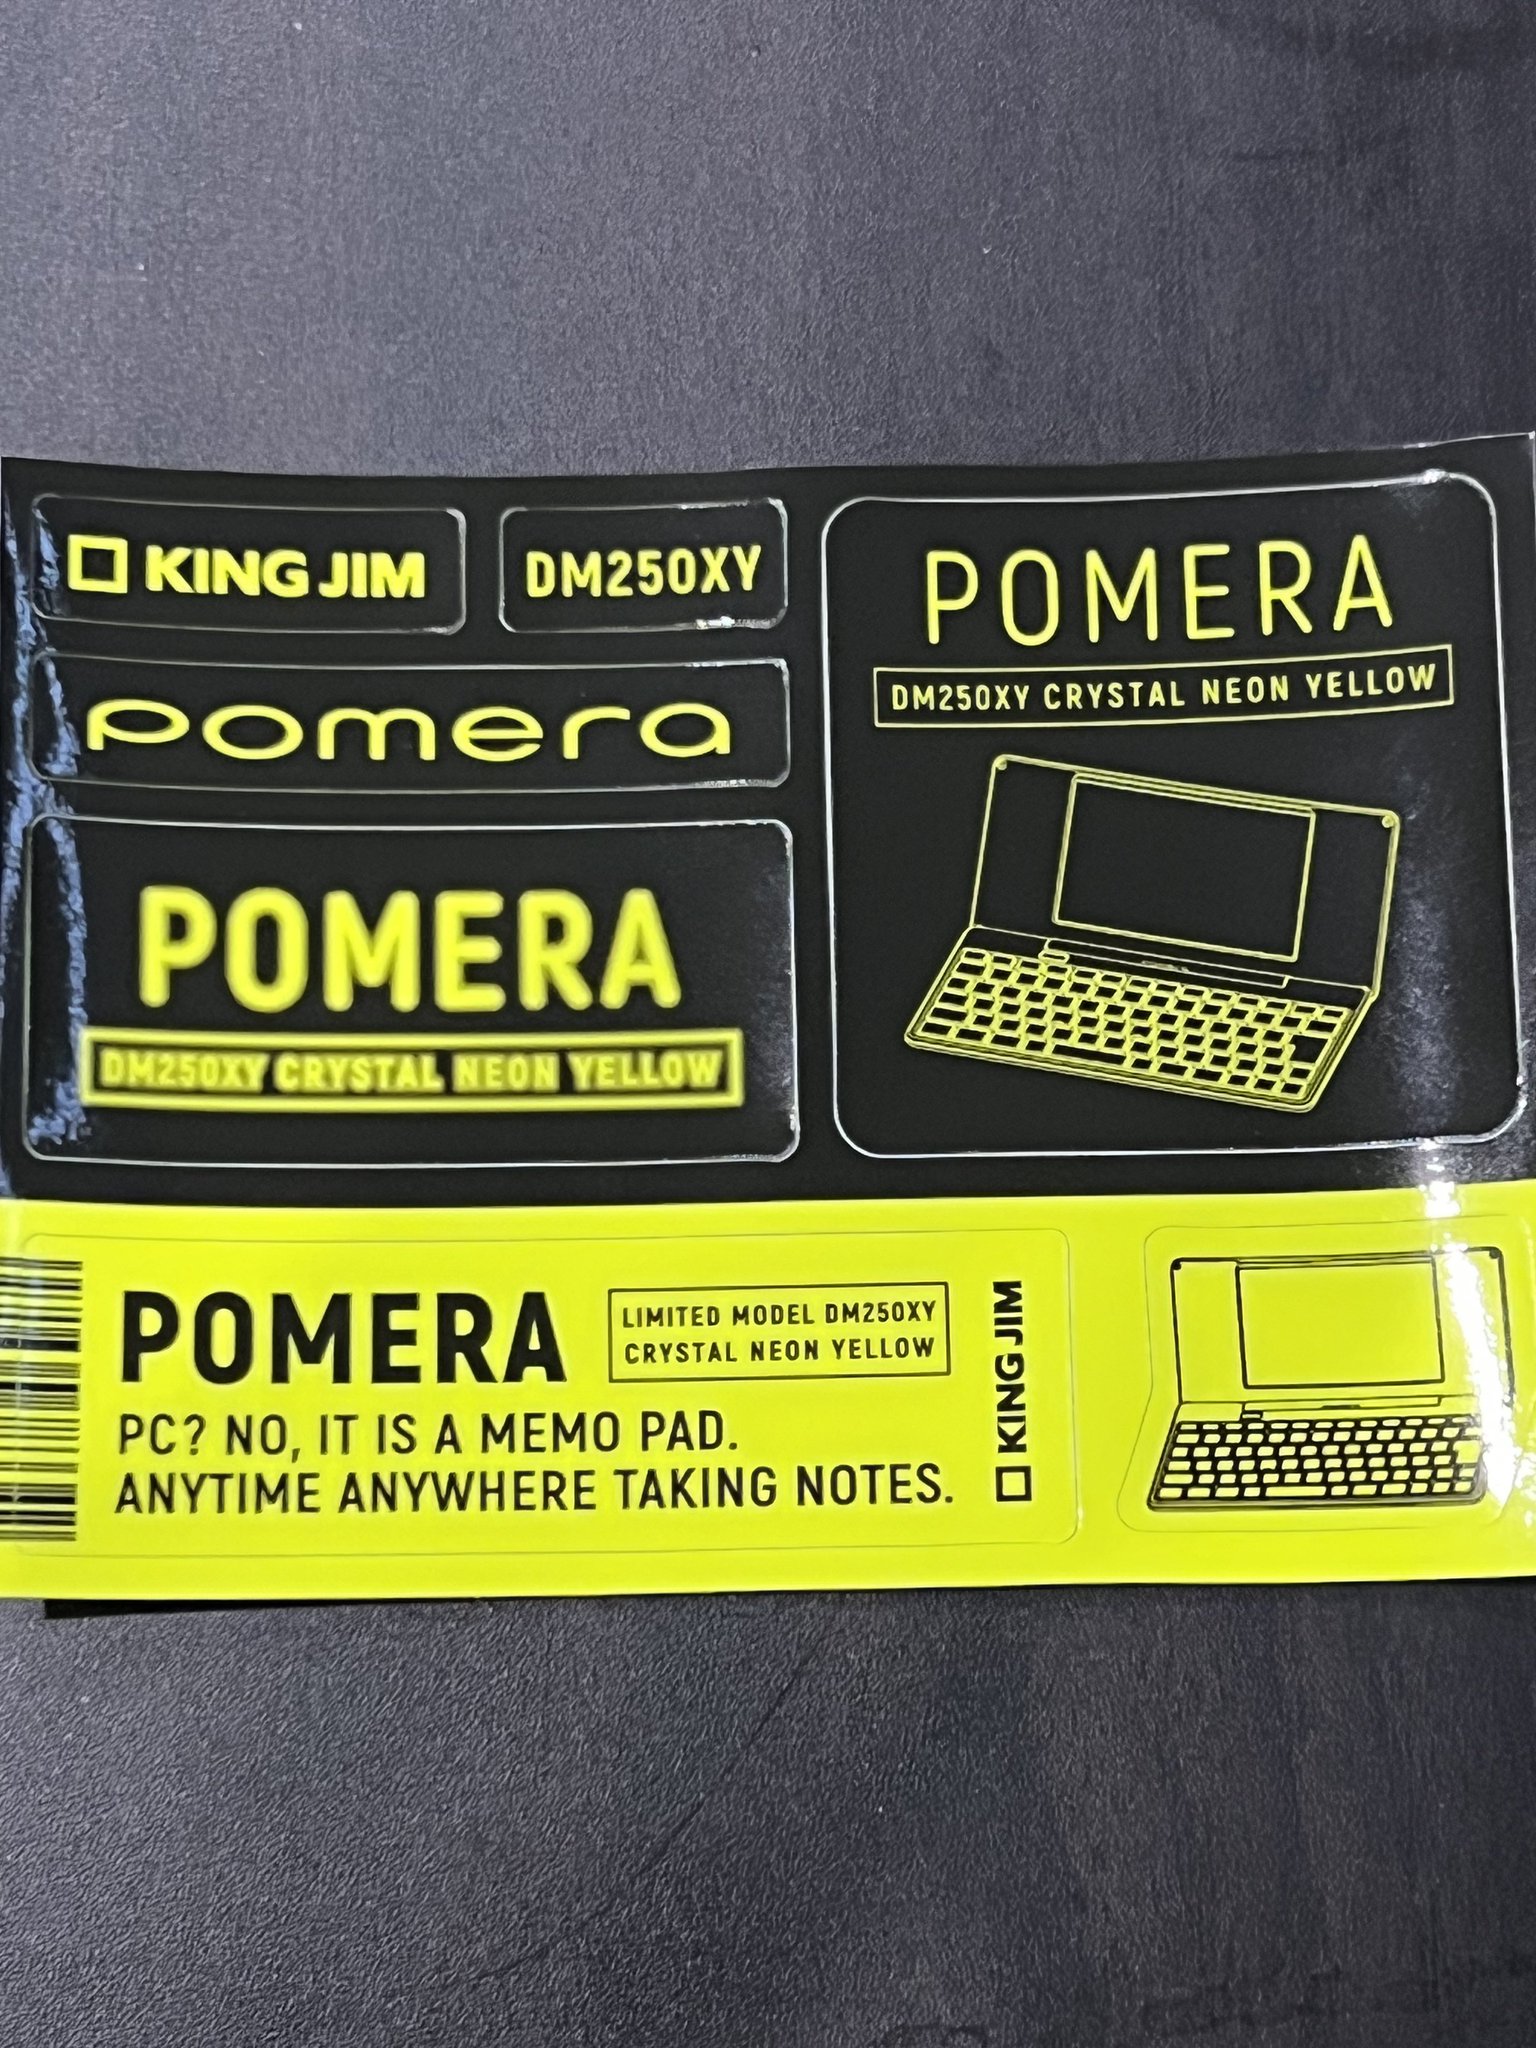 KING JIM
DM250XY
pomera
POMERA
DM250XY CRYSTAL NEON YELLOW
POMERA
DM250XY CRYSTAL NEON YELLOW
POMERA
LIMITED MODEL DM250XY
CRYSTAL NEON YELLOW
PC? NO, IT IS A MEMO PAD.
ANYTIME ANYWHERE TAKING NOTES.
KING JIM